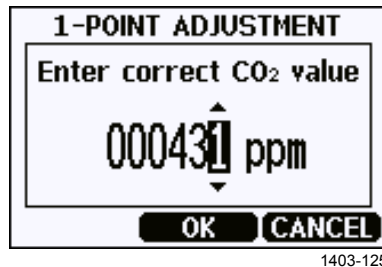 1-POINT ADJUSTMENT
Enter correct CO₂ value
000431 ppm
OK CANCEL
1403-125